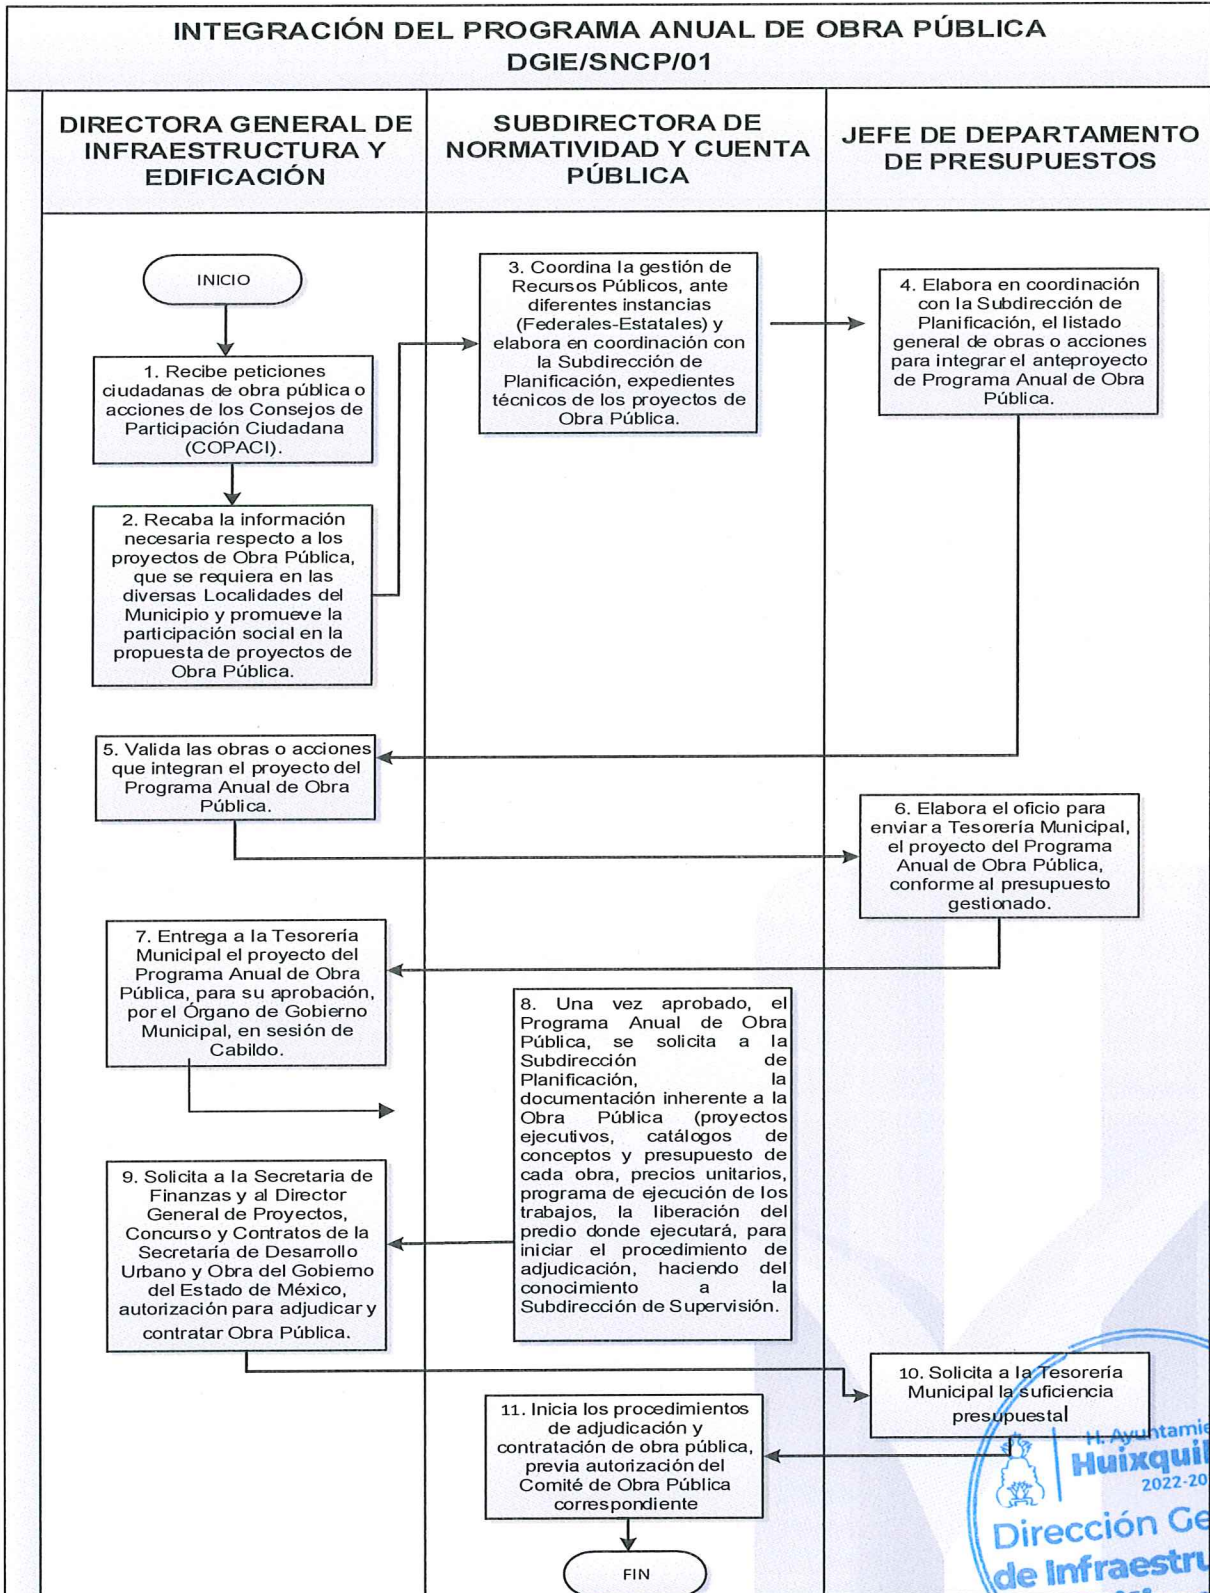 INTEGRACIÓN DEL PROGRAMA ANUAL DE OBRA PÚBLICA
DGIE/SNCP/01
DIRECTORA GENERAL DE
INFRAESTRUCTURA Y
EDIFICACIÓN
SUBDIRECTORA DE
NORMATIVIDAD Y CUENTA
PÚBLICA
JEFE DE DEPARTAMENTO
DE PRESUPUESTOS
INICIO
1. Recibe peticiones
ciudadanas de obra pública o
acciones de los Consejos de
Participación Ciudadana
(COPACI).
2. Recaba la información
necesaria respecto a los
proyectos de Obra Pública,
que se requiera en las
diversas Localidades del
Municipio y promueve la
participación social en la
propuesta de proyectos de
Obra Pública.
3. Coordina la gestión de
Recursos Públicos, ante
diferentes instancias
(Federales-Estatales) y
elabora en coordinación con
la Subdirección de
Planificación, expedientes
técnicos de los proyectos de
Obra Pública.
4. Elabora en coordinación
con la Subdirección de
Planificación, el listado
general de obras o acciones
para integrar el anteproyecto
de Programa Anual de Obra
Pública.
5. Valida las obras o acciones
que integran el proyecto del
Programa Anual de Obra
Pública.
6. Elabora el oficio para
enviar a Tesorería Municipal,
el proyecto del Programa
Anual de Obra Pública,
conforme al presupuesto
gestionado.
7. Entrega a la Tesorería
Municipal el proyecto del
Programa Anual de Obra
Pública, para su aprobación,
por el Órgano de Gobierno
Municipal, en sesión de
Cabildo.
8. Una vez aprobado, el
Programa Anual de Obra
Pública, se solicita a la
Subdirección de
Planificación, la
documentación inherente a la
Obra Pública (proyectos
ejecutivos, catálogos de
conceptos y presupuesto de
cada obra, precios unitarios,
programa de ejecución de los
trabajos, la liberación del
predio donde ejecutará, para
iniciar el procedimiento de
adjudicación, haciendo del
conocimiento a la
Subdirección de Supervisión.
9. Solicita a la Secretaria de
Finanzas y al Director
General de Proyectos,
Concurso y Contratos de la
Secretaría de Desarrollo
Urbano y Obra del Gobierno
del Estado de México,
autorización para adjudicar y
contratar Obra Pública.
10. Solicita a la Tesorería
Municipal la suficiencia
presupuestal
11. Inicia los procedimientos
de adjudicación y
contratación de obra pública,
previa autorización del
Comité de Obra Pública
correspondiente
FIN
H. Ayuntamie
Huixquil
2022-20
Dirección Ge
de Infraestru